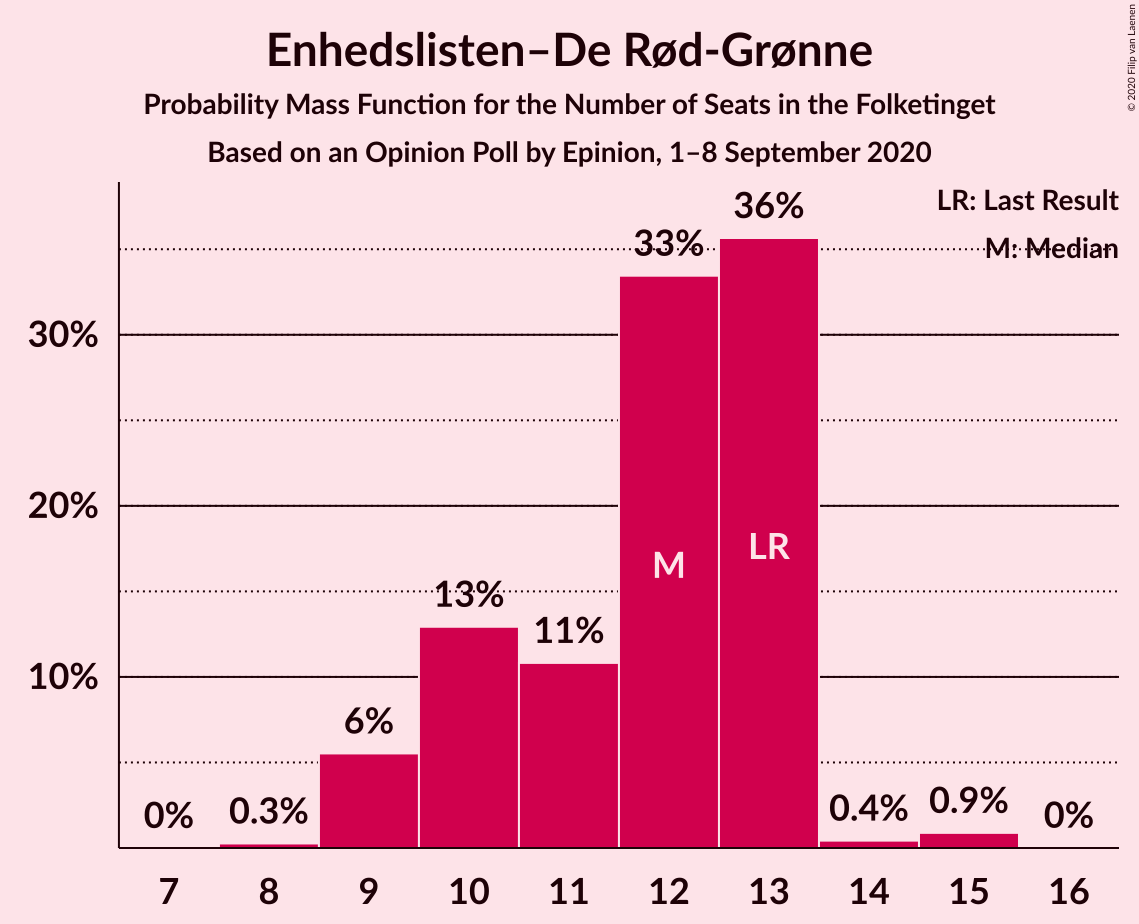 Enhedslisten–De Rød-Grønne
Probability Mass Function for the Number of Seats in the Folketinget
Based on an Opinion Poll by Epinion, 1–8 September 2020
© 2020 Filip van Laenen
LR: Last Result
M: Median
30%
20%
10%
0%
0.3%
6%
13%
11%
33%
36%
0.4%
0.9%
0%
M
LR
7 8 9 10 11 12 13 14 15 16